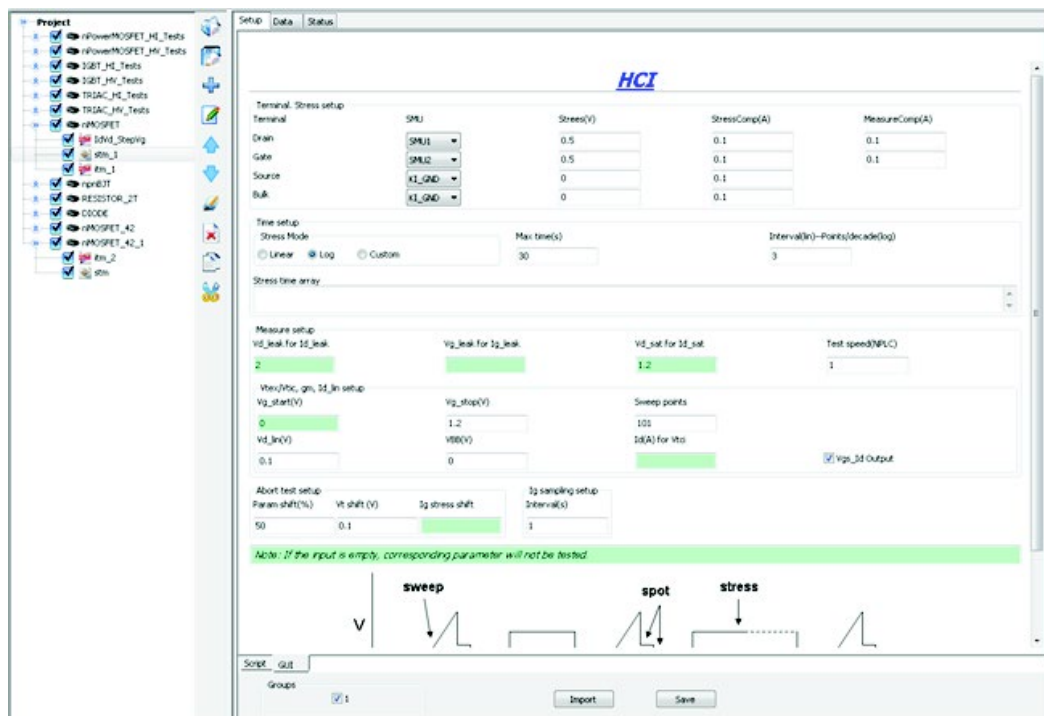 Project
nPowerMOSFET_HI_Tests
nPowerMOSFET_HV_Tests
IGBT_HI_Tests
IGBT_HV_Tests
TRIAC_HI_Tests
TRIAC_HV_Tests
nMOSFET
IdVd_StepVg
stm_1
itm_1
npnBJT
RESISTOR_2T
DIODE
nMOSFET_42
nMOSFET_42_1
itm_2
stm
Setup Data Status
HCI
Terminal. Stress setup
Terminal SMU Strees(V) StressComp(A) MeasureComp(A)
Drain SMU1 0.5 0.1 0.1
Gate SMU2 0.5 0.1 0.1
Source KI_GND 0 0.1
Bulk KI_GND 0 0.1
Time setup
Stress Mode Max time(s) Interval(lin)--Points/decade(log)
Linear Log Custom 30 3
Stress time array
Measure setup
Vd_leak for Id_leak Vg_leak for Ig_leak Vd_sat for Id_sat Test speed(NPLC)
2 1.2 1
Vtex/Vtic, gm, Id_lin setup
Vg_start(V) Vg_stop(V) Sweep points
0 1.2 101
Vd_lin(V) VBB(V) Id(A) for Vtci
0.1 0 Vgs_Id Output
Abort test setup Ig sampling setup
Param shift(%) Vt shift (V) Ig stress shift Interval(s)
50 0.1 1
Note: If the input is empty, corresponding parameter will not be tested.
sweep spot stress
V
Script GUI
Groups
1 Import Save